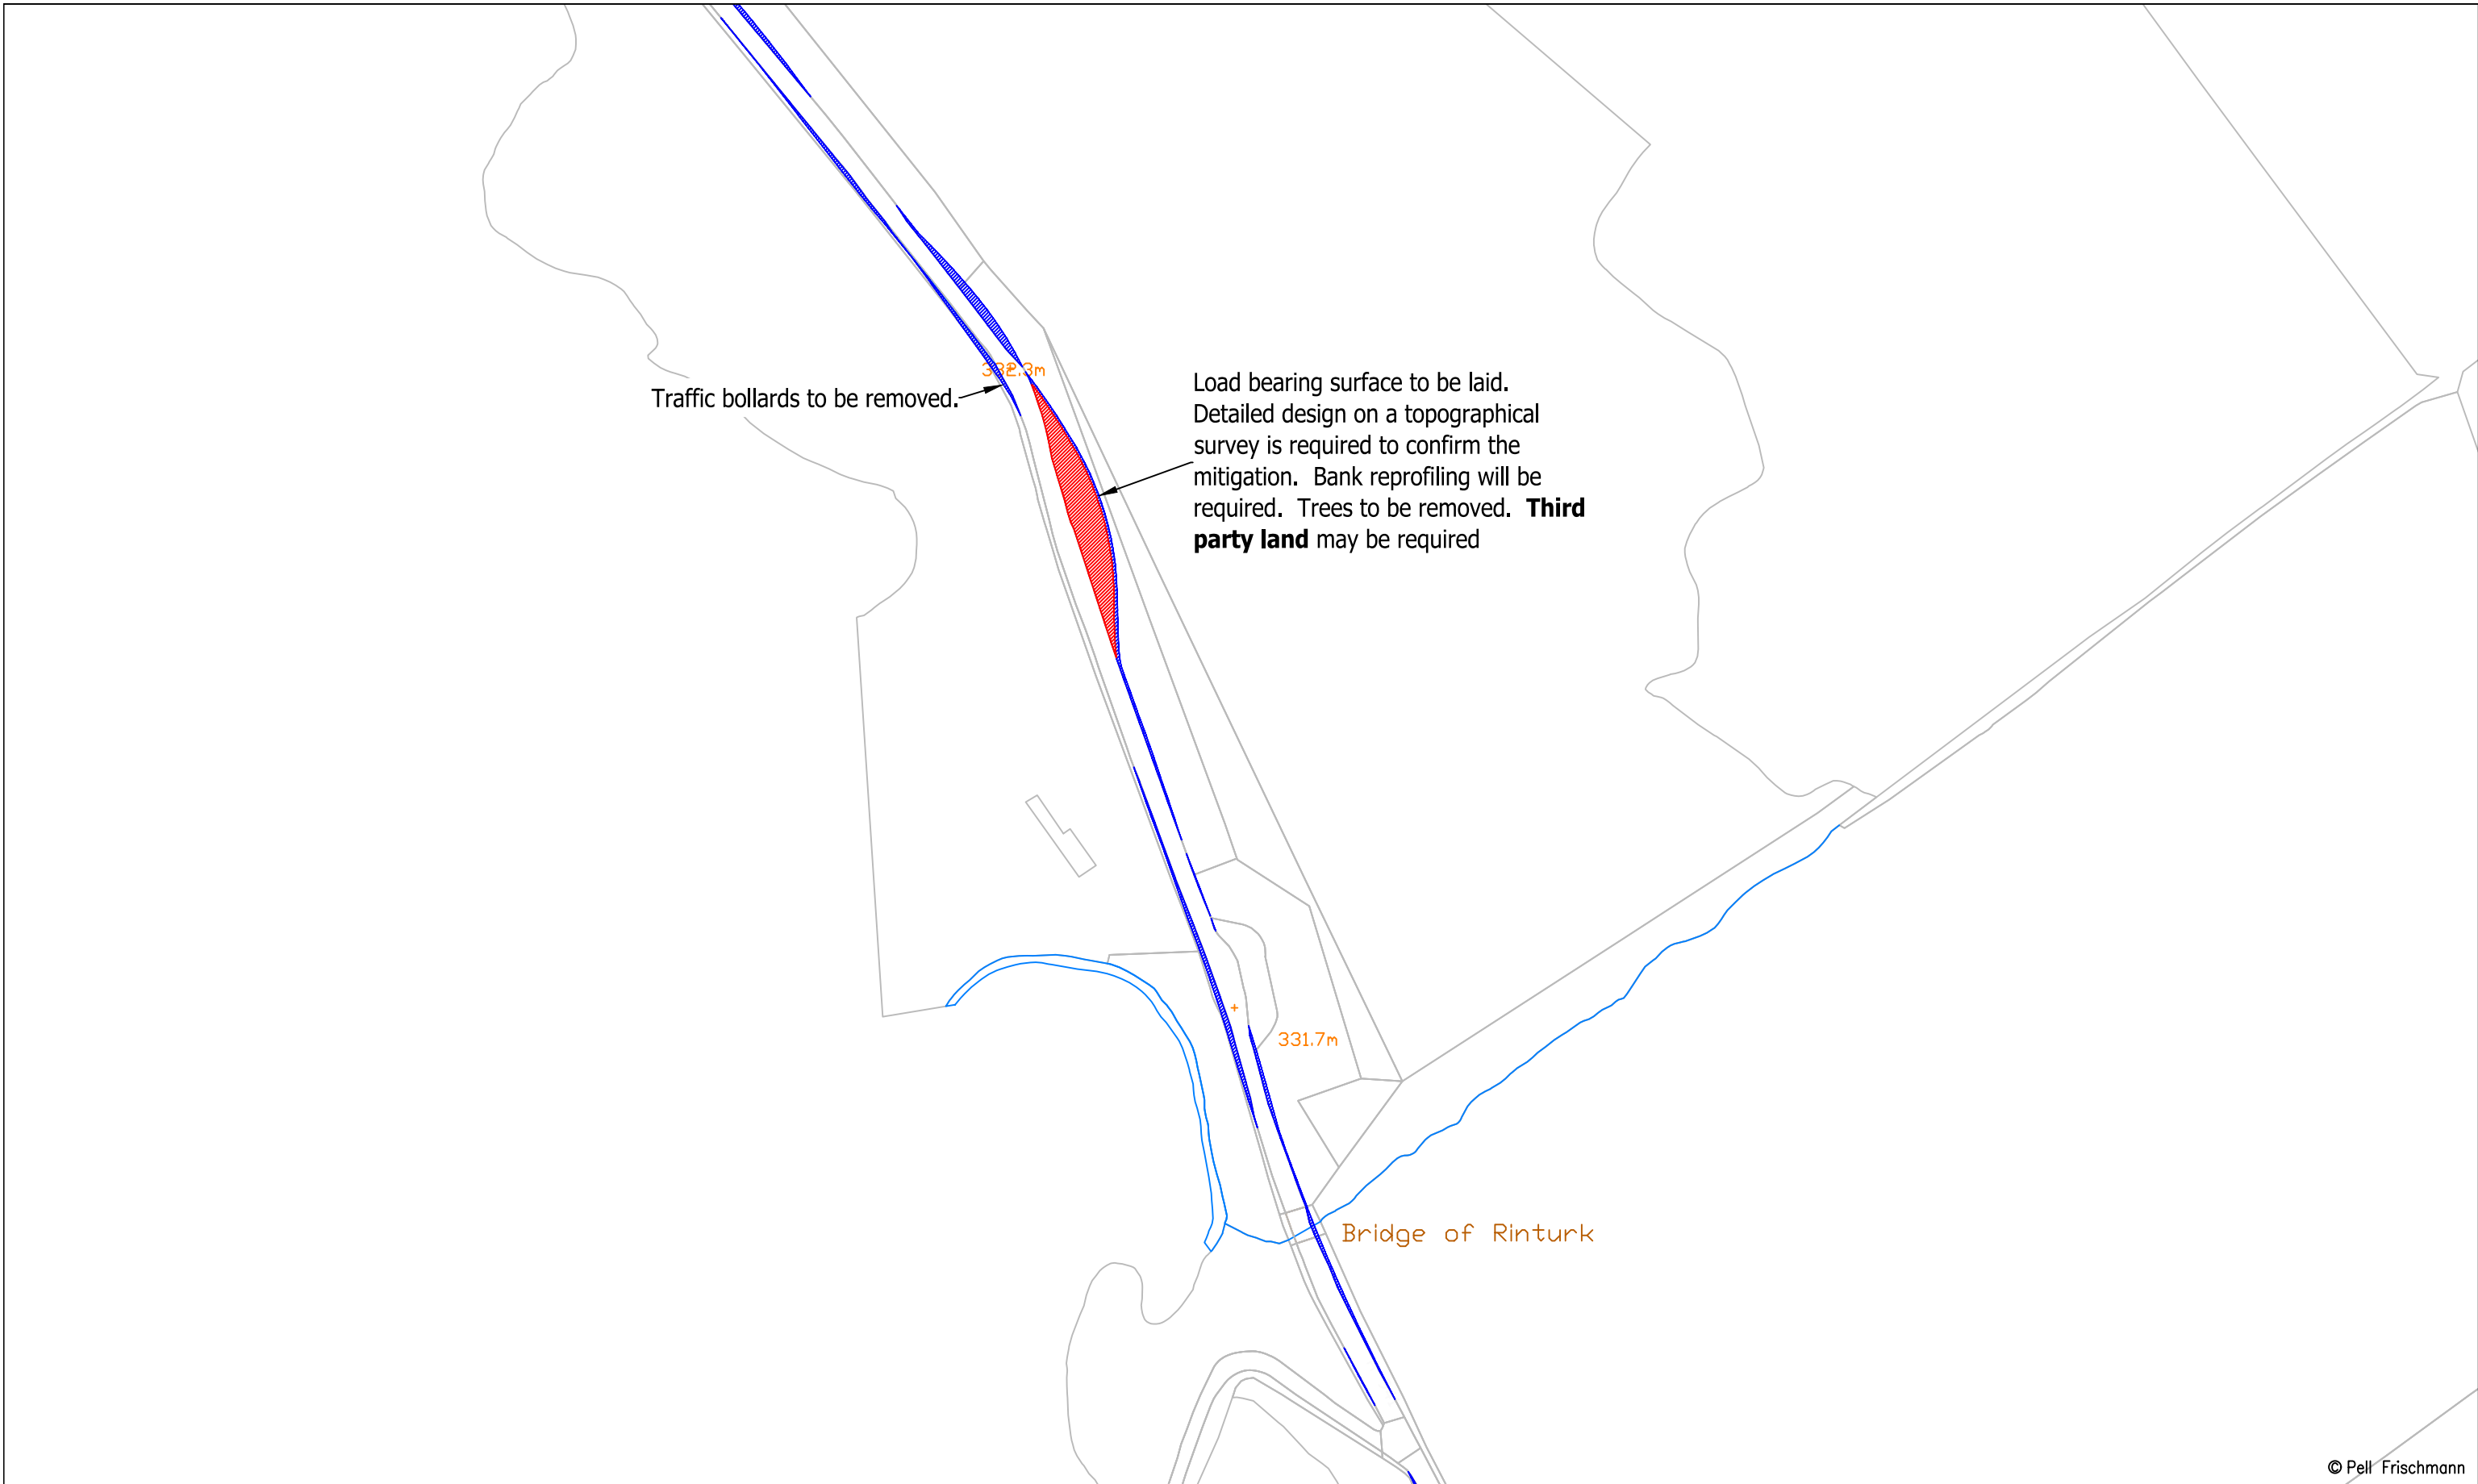 332.3m
Traffic bollards to be removed.
Load bearing surface to be laid.
Detailed design on a topographical
survey is required to confirm the
mitigation.  Bank reprofiling will be
required.  Trees to be removed.  Third
party land may be required
331.7m
Bridge of Rinturk
© Pell Frischmann